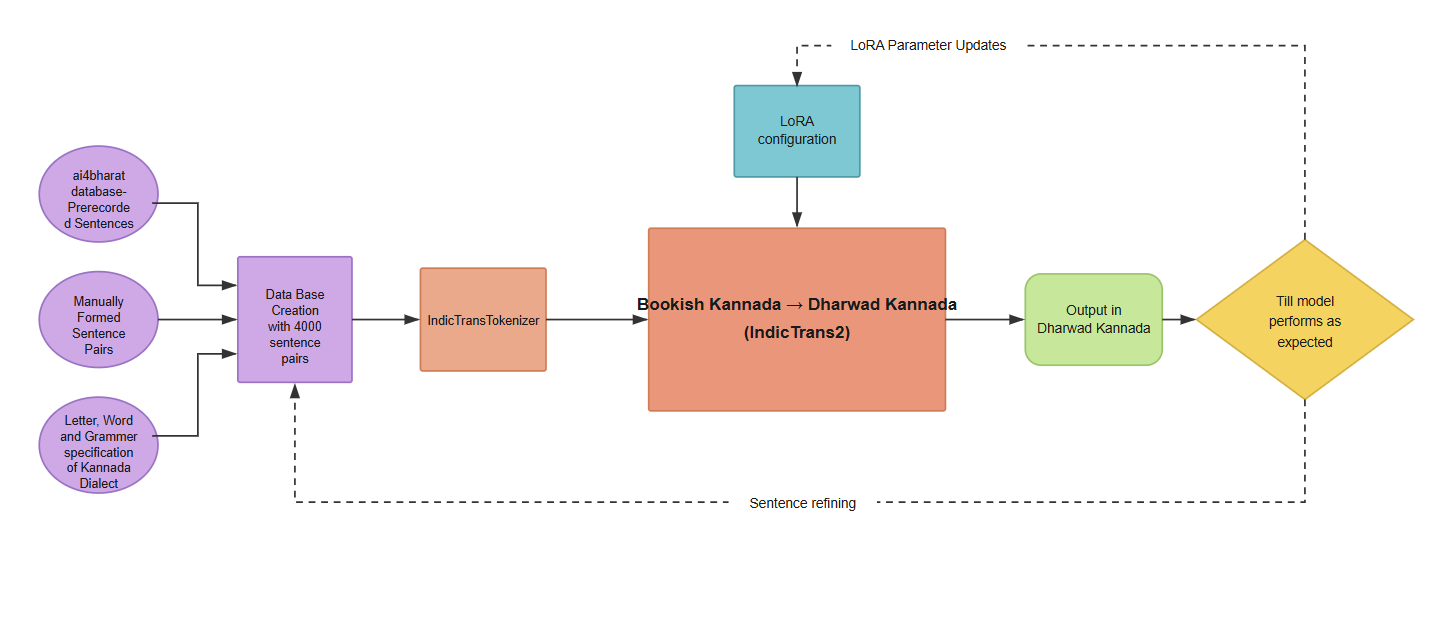 LoRA Parameter Updates
LoRA
configuration
ai4bharat
database-
Prerecorde
d Sentences
Manually
Formed
Sentence
Pairs
Letter, Word
and Grammer
specification
of Kannada
Dialect
Data Base
Creation
with 4000
sentence
pairs
IndicTransTokenizer
Bookish Kannada → Dharwad Kannada
(IndicTrans2)
Output in
Dharwad Kannada
Till model
performs as
expected
Sentence refining